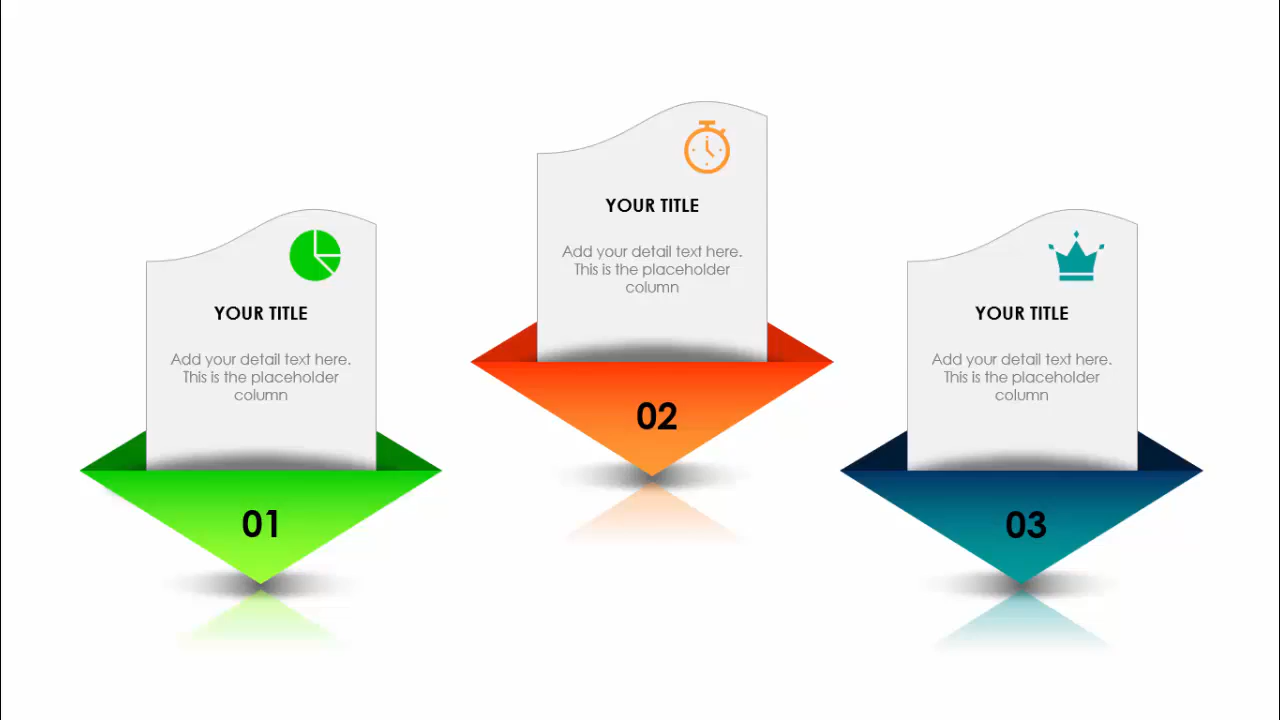 YOUR TITLE
Add your detail text here.
This is the placeholder
column
01
YOUR TITLE
Add your detail text here.
This is the placeholder
column
02
YOUR TITLE
Add your detail text here.
This is the placeholder
column
03